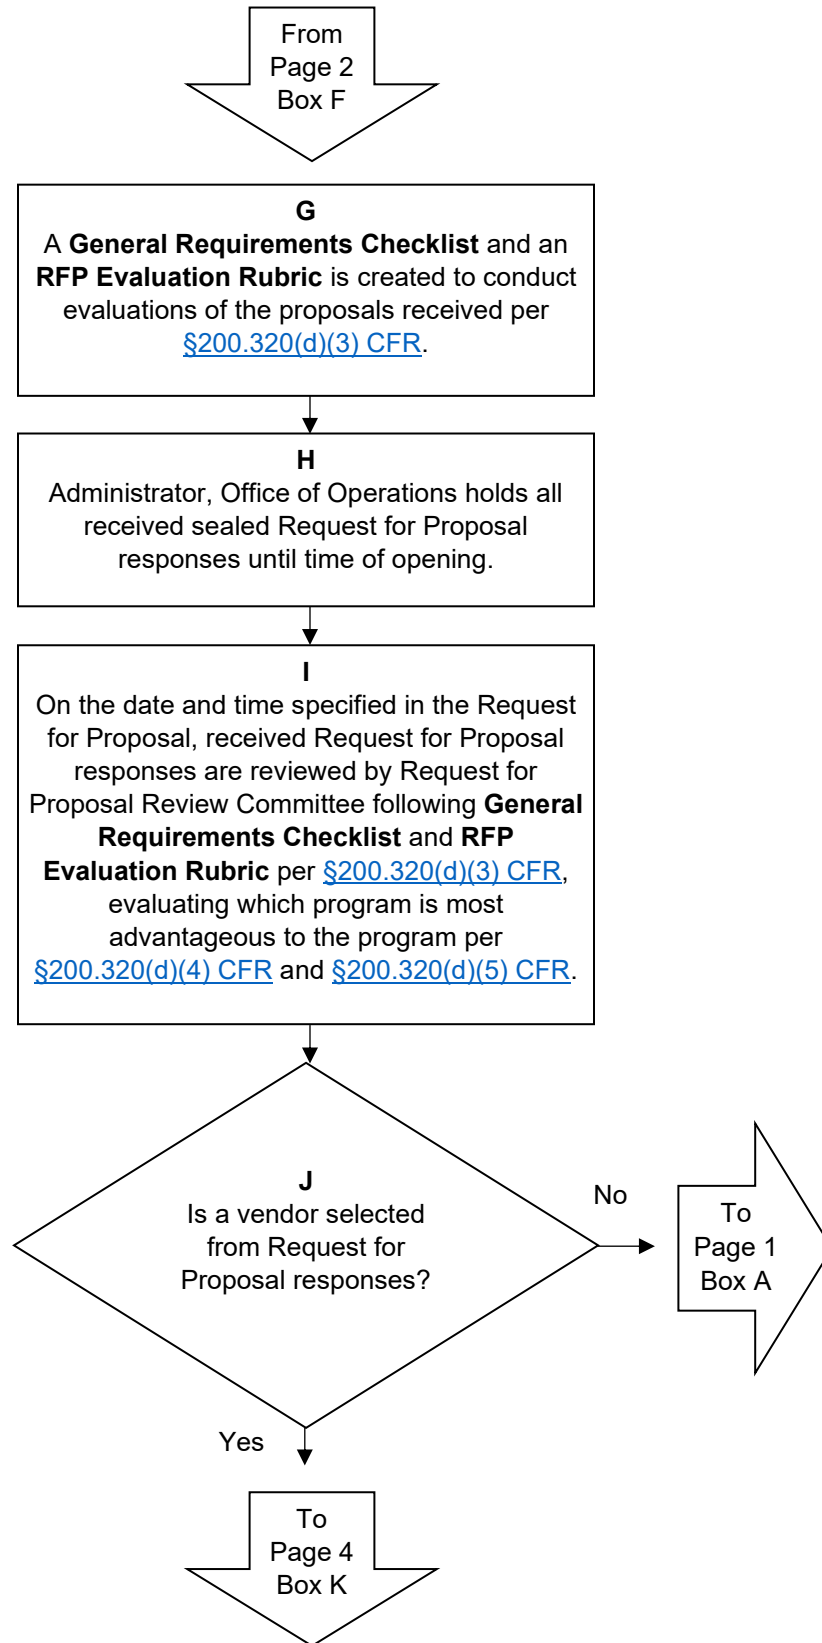 From
Page 2
Box F
G
A General Requirements Checklist and an
RFP Evaluation Rubric is created to conduct
evaluations of the proposals received per
§200.320(d)(3) CFR.
H
Administrator, Office of Operations holds all
received sealed Request for Proposal
responses until time of opening.
I
On the date and time specified in the Request
for Proposal, received Request for Proposal
responses are reviewed by Request for
Proposal Review Committee following General
Requirements Checklist and RFP
Evaluation Rubric per §200.320(d)(3) CFR,
evaluating which program is most
advantageous to the program per
§200.320(d)(4) CFR and §200.320(d)(5) CFR.
J
Is a vendor selected
from Request for
Proposal responses?
No
To
Page 1
Box A
Yes
To
Page 4
Box K